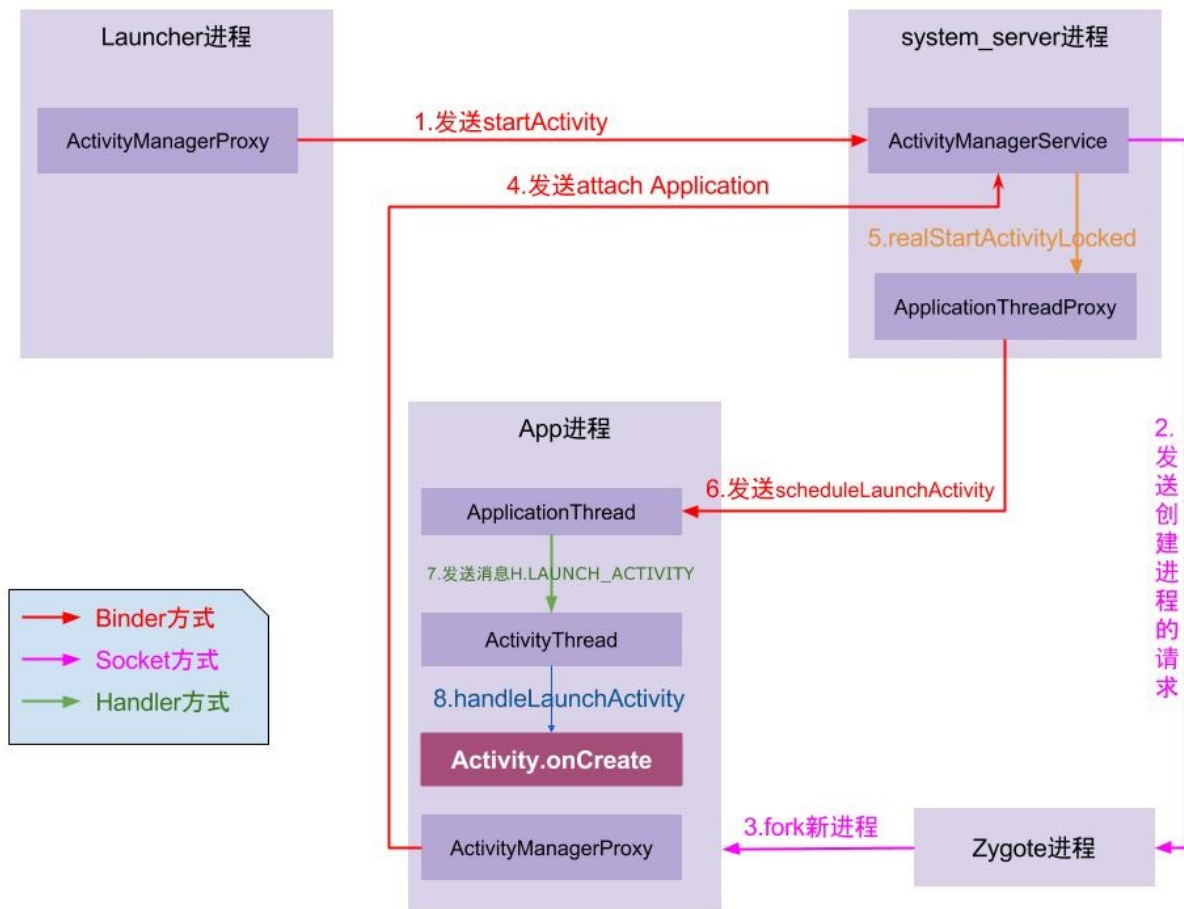 Launcher进程
system_server进程
ActivityManagerProxy
1.发送startActivity
ActivityManagerService
4.发送attach Application
5.realStartActivityLocked
ApplicationThreadProxy
App进程
2.
发
送
创
建
进
程
的
请
求
6.发送scheduleLaunchActivity
ApplicationThread
7.发送消息H.LAUNCH_ACTIVITY
Binder方式
Socket方式
Handler方式
ActivityThread
8.handleLaunchActivity
Activity.onCreate
ActivityManagerProxy
3.fork新进程
Zygote进程